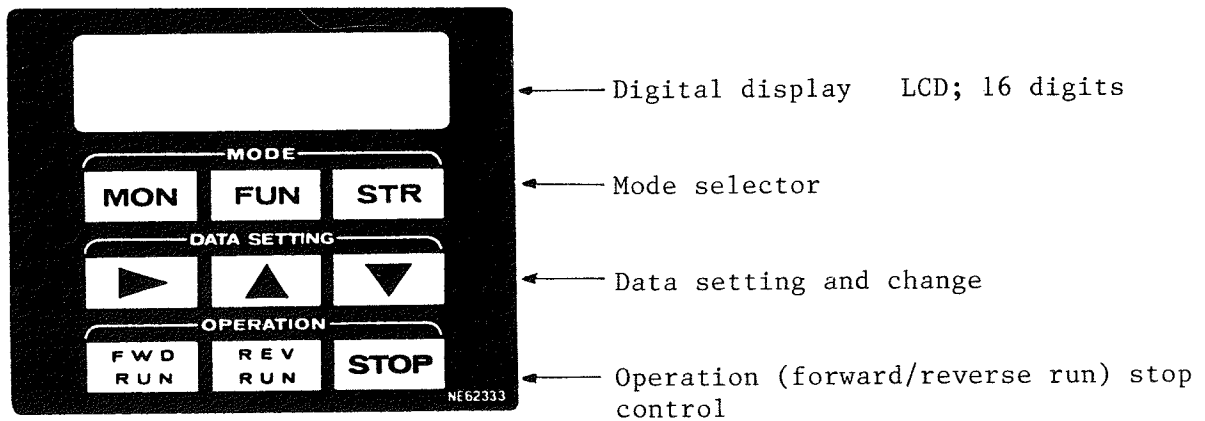 Digital display LCD; 16 digits
MODE
MON FUN STR
Mode selector
DATA SETTING
Data setting and change
OPERATION
FWD RUN REV RUN STOP
NE62333
Operation (forward/reverse run) stop
control